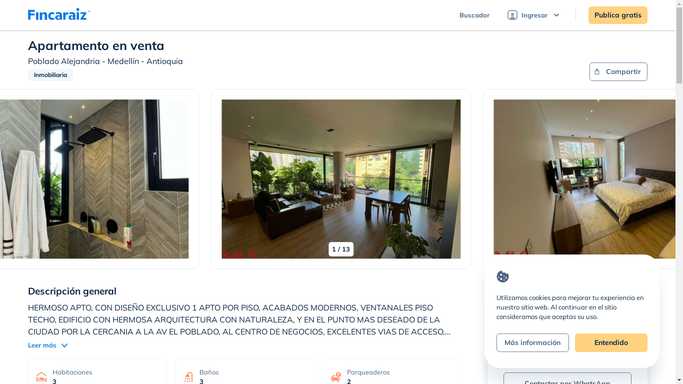 Fincaraiz
Buscador
Ingresar
Publica gratis
Apartamento en venta
Poblado Alejandria - Medellín - Antioquia
Inmobiliaria
Compartir
1 / 13
Descripción general
HERMOSO APTO, CON DISEÑO EXCLUSIVO 1 APTO POR PISO, ACABADOS MODERNOS, VENTANALES PISO
TECHO, EDIFICIO CON HERMOSA ARQUITECTURA CON NATURALEZA, Y EN EL PUNTO MAS DESEADO DE LA
CIUDAD POR LA CERCANIA A LA AV EL POBLADO, AL CENTRO DE NEGOCIOS, EXCELENTES VIAS DE ACCESO,...
Leer más
Habitaciones
3
Baños
3
Parqueaderos
2
Utilizamos cookies para mejorar tu experiencia en
nuestro sitio web. Al continuar en el sitio
consideramos que aceptas su uso.
Más información
Entendido
Contactar por WhatsApp